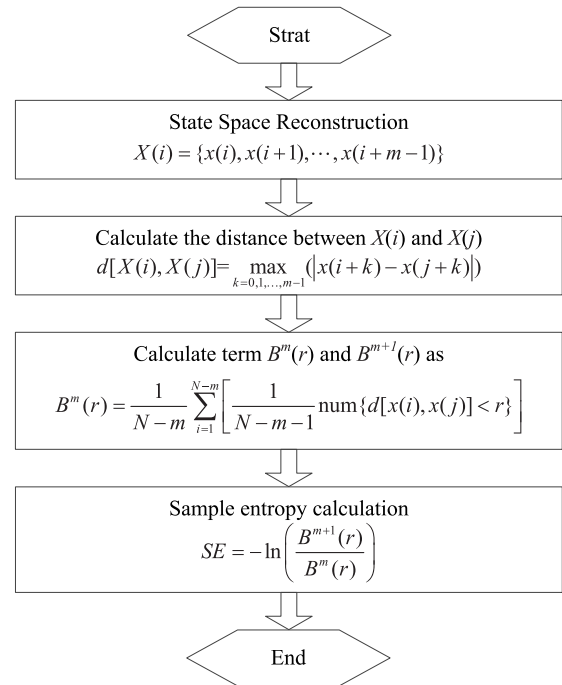 Strat
State Space Reconstruction
X(i) = {x(i), x(i+1), ⋯, x(i+m−1)}
Calculate the distance between X(i) and X(j)
d[X(i), X(j)]= max_{k=0,1,...,m−1} (|x(i+k)−x(j+k)|)
Calculate term B^m(r) and B^{m+1}(r) as
B^m(r) = 1/(N−m) ∑_{i=1}^{N−m} [ 1/(N−m−1) num{d[x(i), x(j)] < r} ]
Sample entropy calculation
SE = −ln( B^{m+1}(r) / B^m(r) )
End